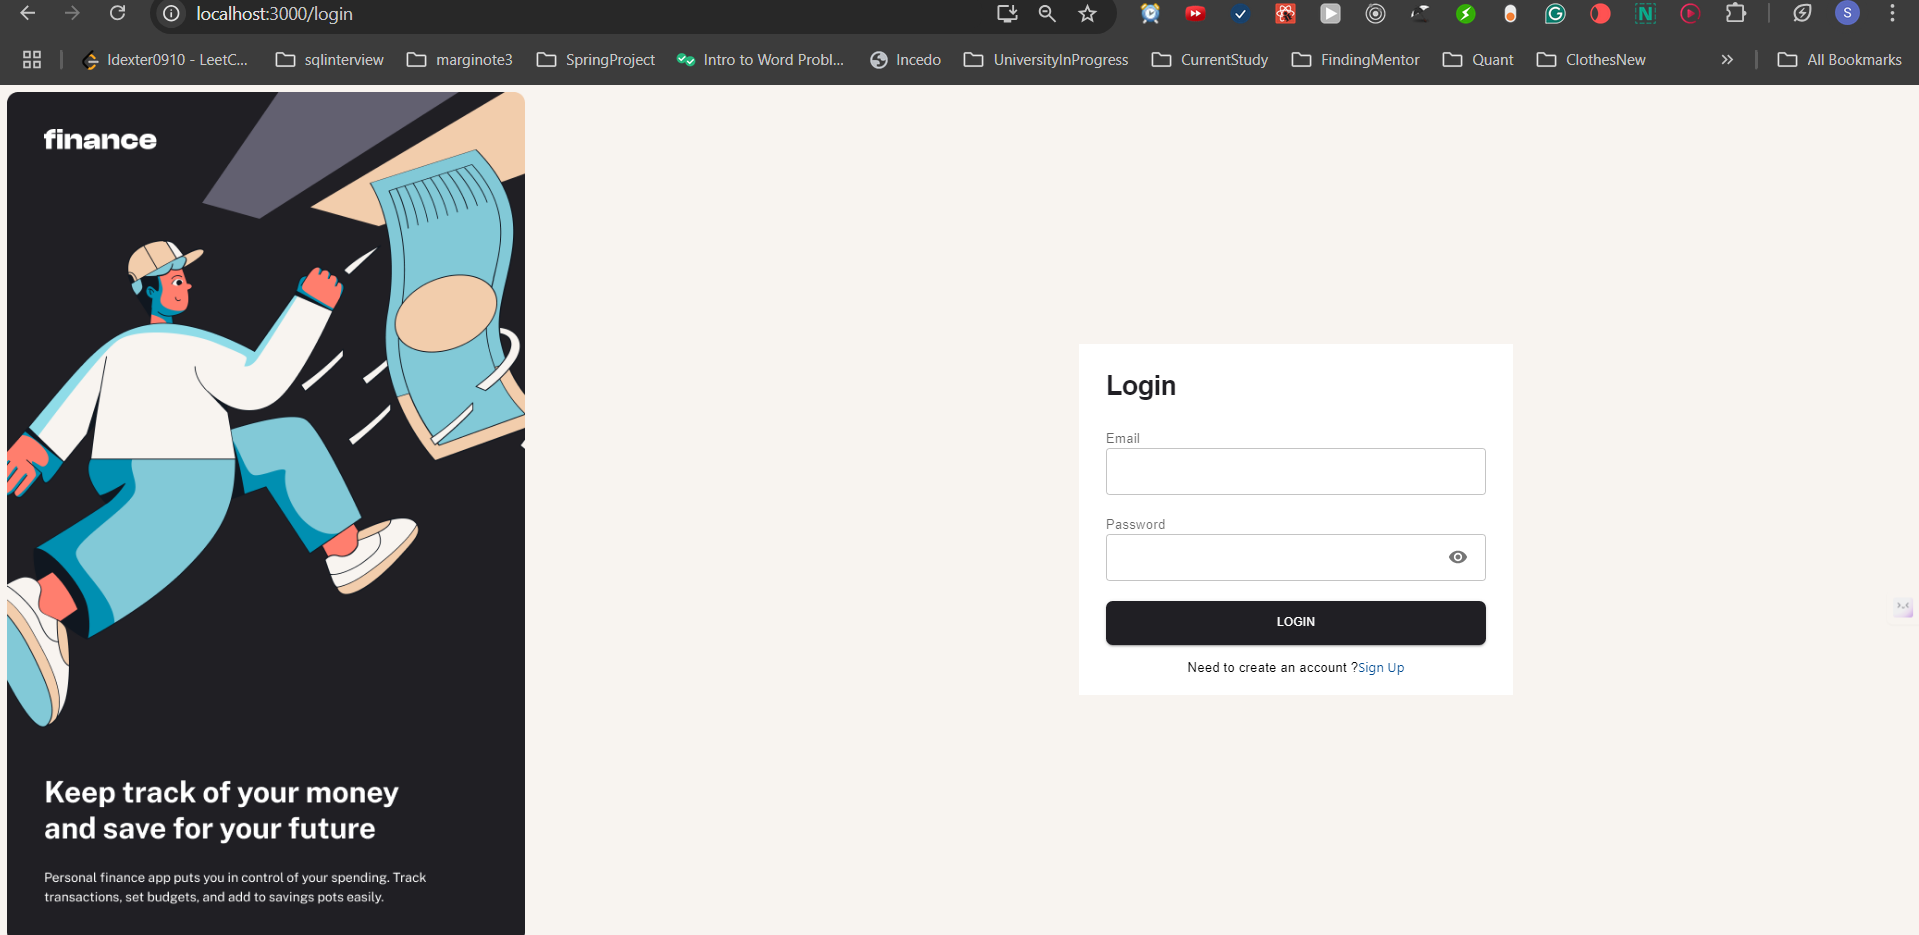 localhost:3000/login
S
Idexter0910 - LeetC...
sqlinterview
marginote3
SpringProject
Intro to Word Probl...
Incedo
UniversityInProgress
CurrentStudy
FindingMentor
Quant
ClothesNew
All Bookmarks
finance
Keep track of your money
and save for your future
Personal finance app puts you in control of your spending. Track
transactions, set budgets, and add to savings pots easily.
Login
Email
Password
LOGIN
Need to create an account ?Sign Up